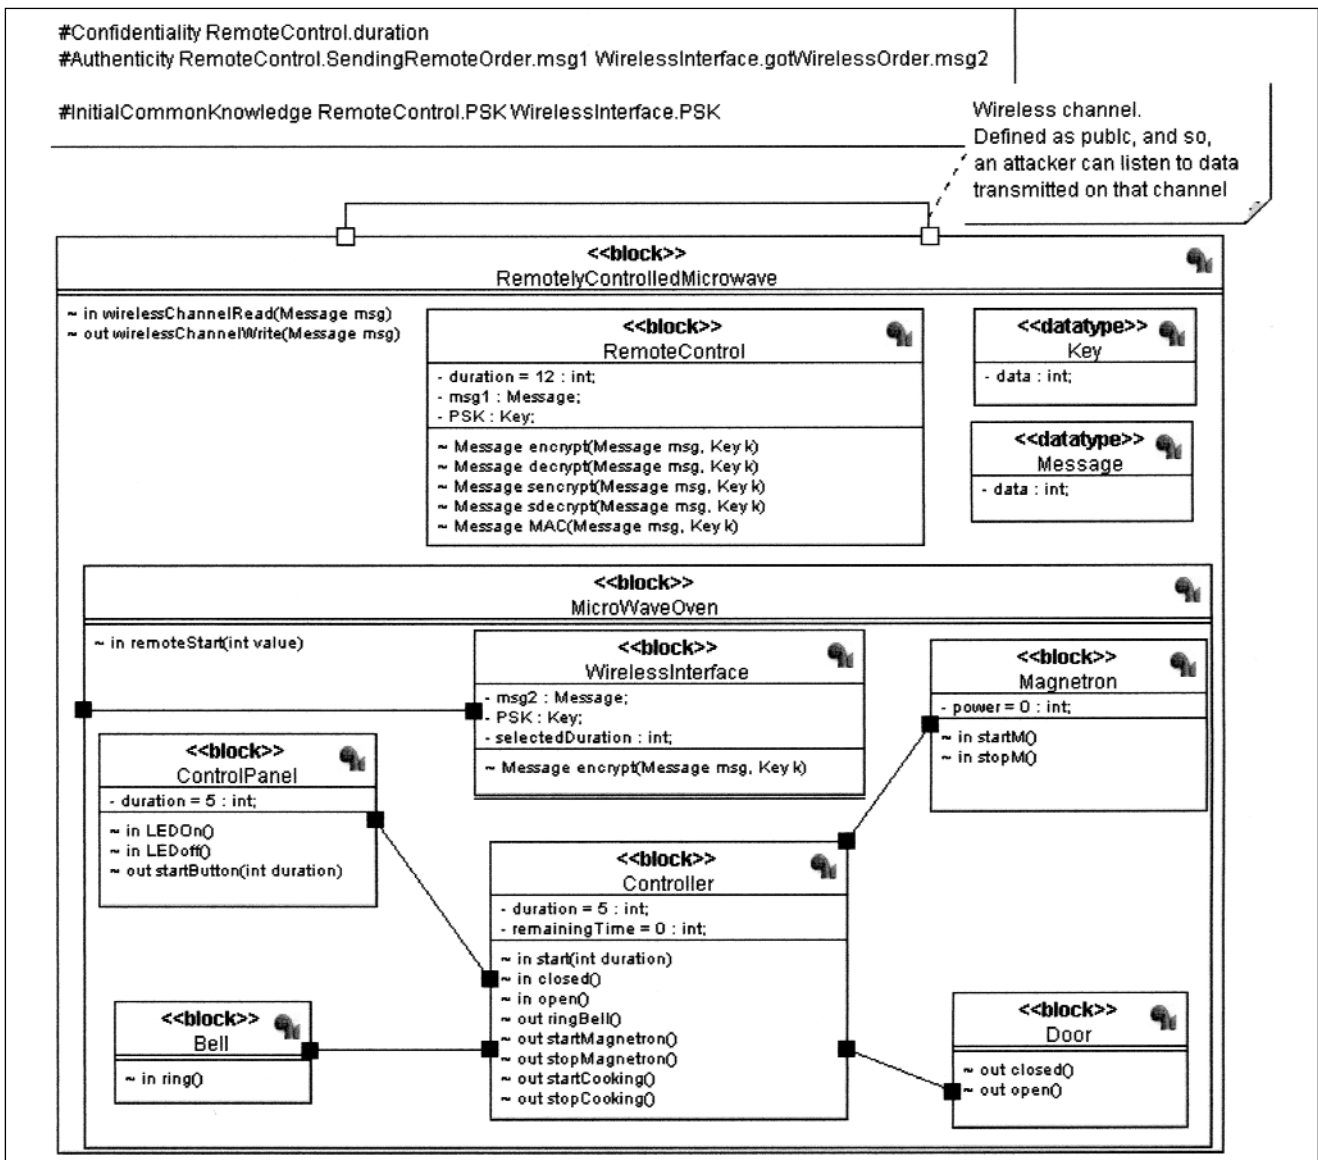 #Confidentiality RemoteControl.duration
#Authenticity RemoteControl.SendingRemoteOrder.msg1 WirelessInterface.gotWirelessOrder.msg2
#InitialCommonKnowledge RemoteControl.PSK WirelessInterface.PSK
Wireless channel.
Defined as publc, and so,
an attacker can listen to data
transmitted on that channel
<<block>>
RemotelyControlledMicrowave
~ in wirelessChannelRead(Message msg)
~ out wirelessChannelWrite(Message msg)
<<block>>
RemoteControl
- duration = 12 : int;
- msg1 : Message;
- PSK : Key;
~ Message encrypt(Message msg, Key k)
~ Message decrypt(Message msg, Key k)
~ Message sencrypt(Message msg, Key k)
~ Message sdecrypt(Message msg, Key k)
~ Message MAC(Message msg, Key k)
<<datatype>>
Key
- data : int;
<<datatype>>
Message
- data : int;
<<block>>
MicroWaveOven
~ in remoteStart(int value)
<<block>>
WirelessInterface
- msg2 : Message;
- PSK : Key;
- selectedDuration : int;
~ Message encrypt(Message msg, Key k)
<<block>>
Magnetron
- power = 0 : int;
~ in startM()
~ in stopM()
<<block>>
ControlPanel
- duration = 5 : int;
~ in LEDOn()
~ in LEDoff()
~ out startButton(int duration)
<<block>>
Controller
- duration = 5 : int;
- remainingTime = 0 : int;
~ in start(int duration)
~ in closed()
~ in open()
~ out ringBell()
~ out startMagnetron()
~ out stopMagnetron()
~ out startCooking()
~ out stopCooking()
<<block>>
Bell
~ in ring()
<<block>>
Door
~ out closed()
~ out open()